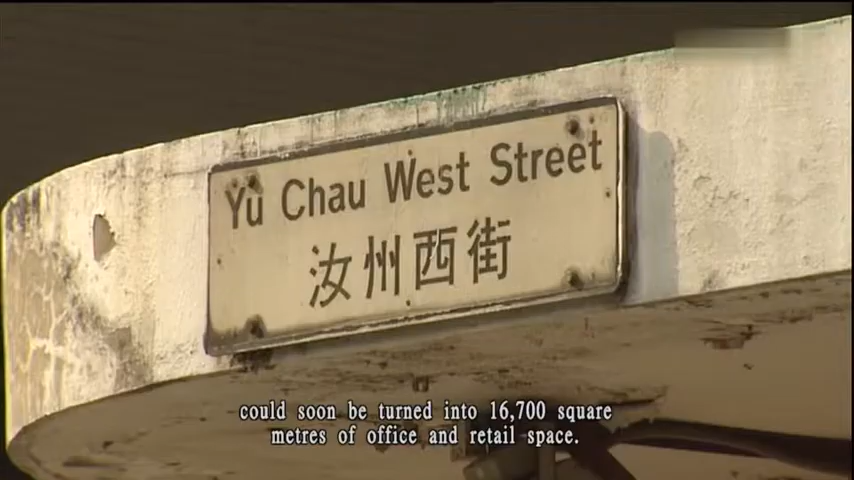 Yu Chau West Street
汝州西街
could soon be turned into 16,700 square
metres of office and retail space.